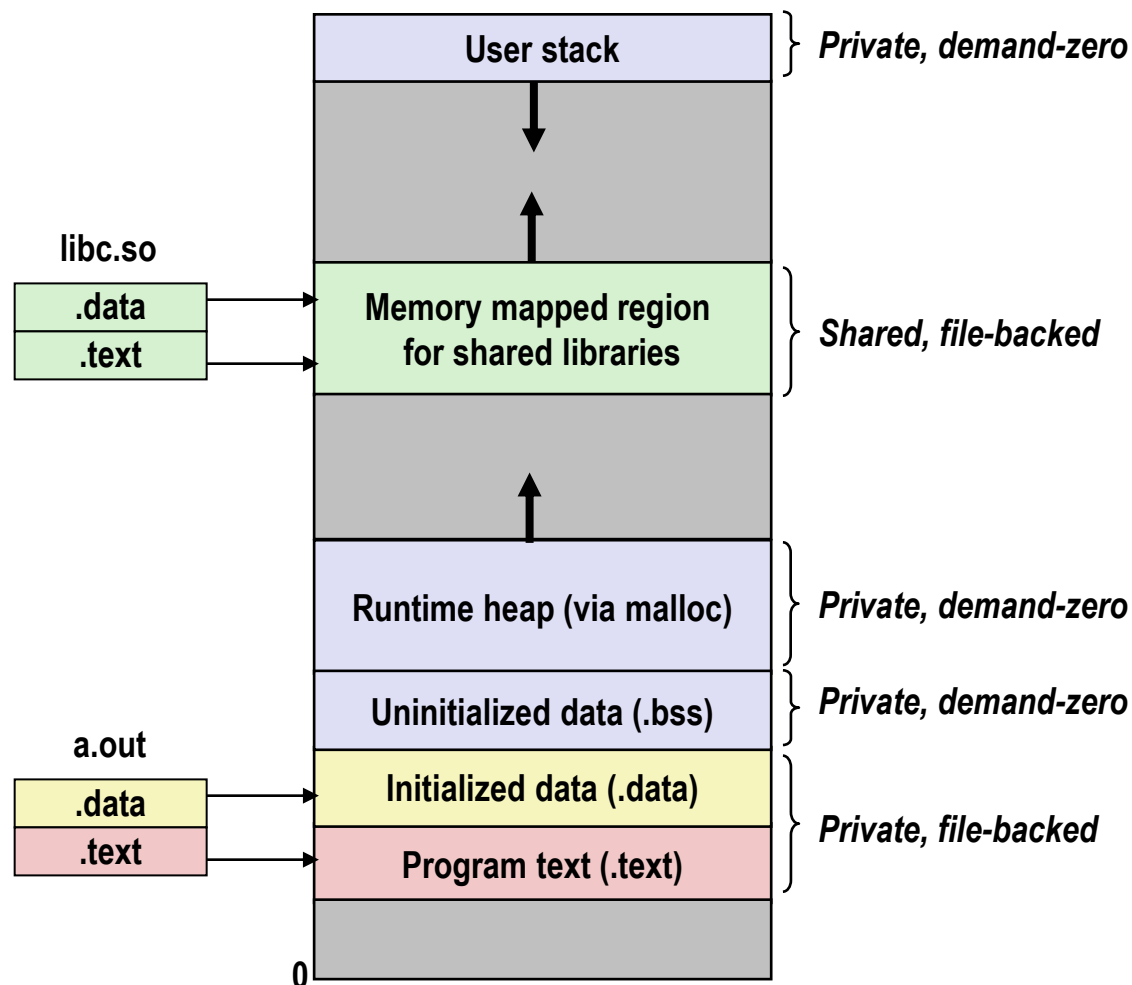 User stack
Private, demand-zero
libc.so
.data
.text
Memory mapped region
for shared libraries
Shared, file-backed
Runtime heap (via malloc)
Private, demand-zero
Uninitialized data (.bss)
Private, demand-zero
a.out
.data
.text
Initialized data (.data)
Program text (.text)
Private, file-backed
0